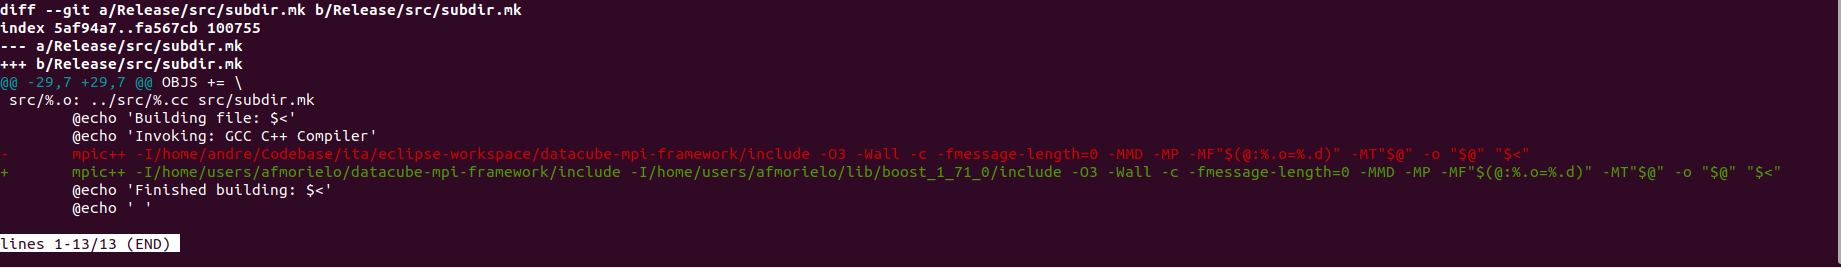 diff --git a/Release/src/subdir.mk b/Release/src/subdir.mk
index 5af94a7..fa567cb 100755
--- a/Release/src/subdir.mk
+++ b/Release/src/subdir.mk
@@ -29,7 +29,7 @@ OBJS += \
 src/%.o: ../src/%.cc src/subdir.mk
        @echo 'Building file: $<'
        @echo 'Invoking: GCC C++ Compiler'
-       mpic++ -I/home/andre/Codebase/ita/eclipse-workspace/datacube-mpi-framework/include -O3 -Wall -c -fmessage-length=0 -MMD -MP -MF"$(@:%.o=%.d)" -MT"$@" -o "$@" "$<"
+       mpic++ -I/home/users/afmorielo/datacube-mpi-framework/include -I/home/users/afmorielo/lib/boost_1_71_0/include -O3 -Wall -c -fmessage-length=0 -MMD -MP -MF"$(@:%.o=%.d)" -MT"$@" -o "$@" "$<"
        @echo 'Finished building: $<'
        @echo ' '
lines 1-13/13 (END)